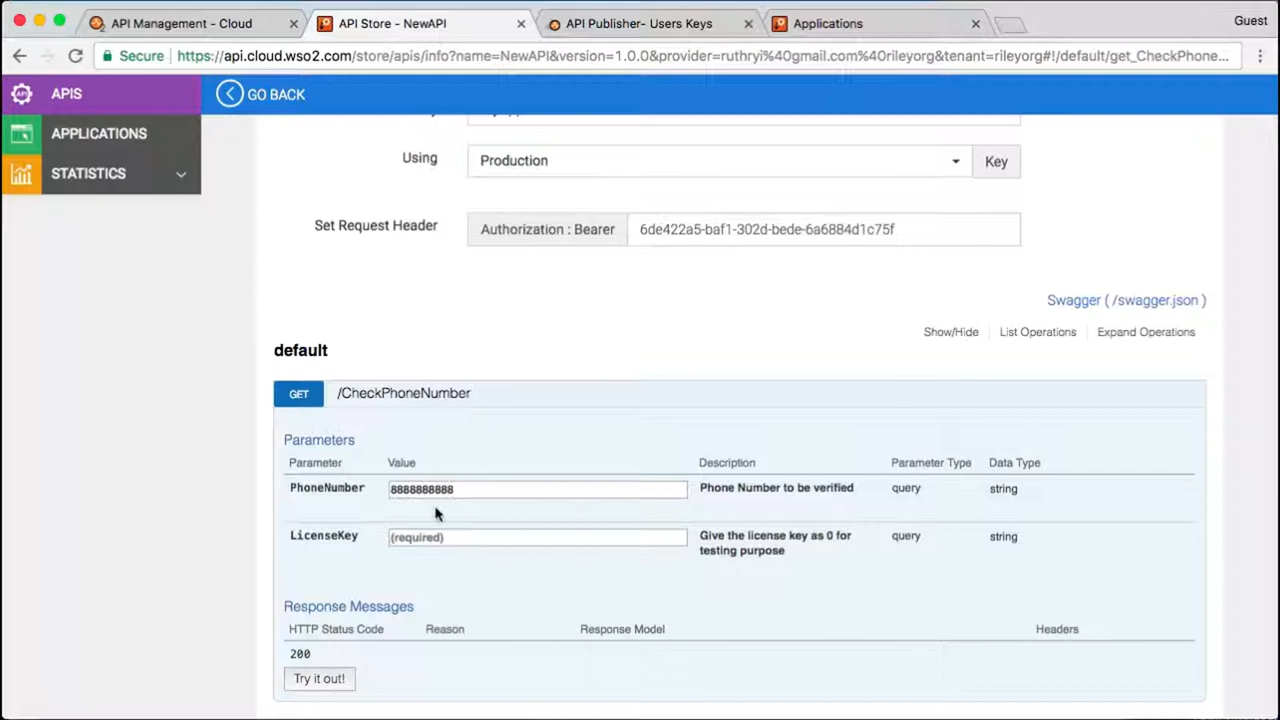 API Management - Cloud
API Store - NewAPI
API Publisher- Users Keys
Applications
Guest
Secure https://api.cloud.wso2.com/store/apis/info?name=NewAPI&version=1.0.0&provider=ruthryi%40gmail.com%40rileyorg&tenant=rileyorg#!/default/get_CheckPhone...
APIS
GO BACK
APPLICATIONS
STATISTICS
Using Production Key
Set Request Header Authorization : Bearer 6de422a5-baf1-302d-bede-6a6884d1c75f
Swagger ( /swagger.json )
Show/Hide List Operations Expand Operations
default
GET /CheckPhoneNumber
Parameters
Parameter Value Description Parameter Type Data Type
PhoneNumber 8888888888 Phone Number to be verified query string
LicenseKey (required) Give the license key as 0 for query string
testing purpose
Response Messages
HTTP Status Code Reason Response Model Headers
200
Try it out!